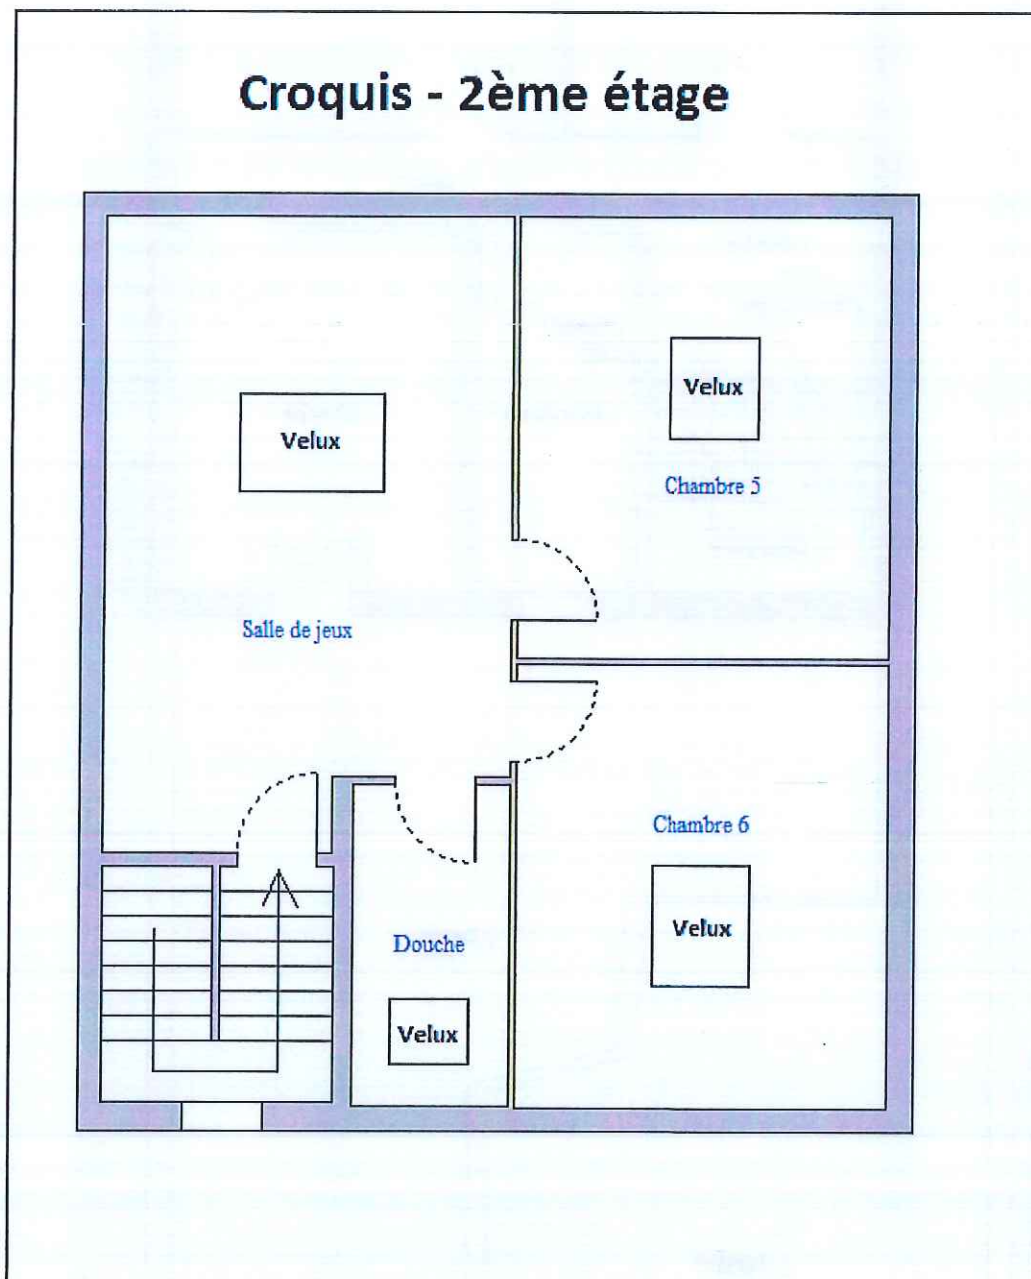 Croquis - 2ème étage
Velux
Chambre 5
Velux
Salle de jeux
Chambre 6
Velux
Douche
Velux